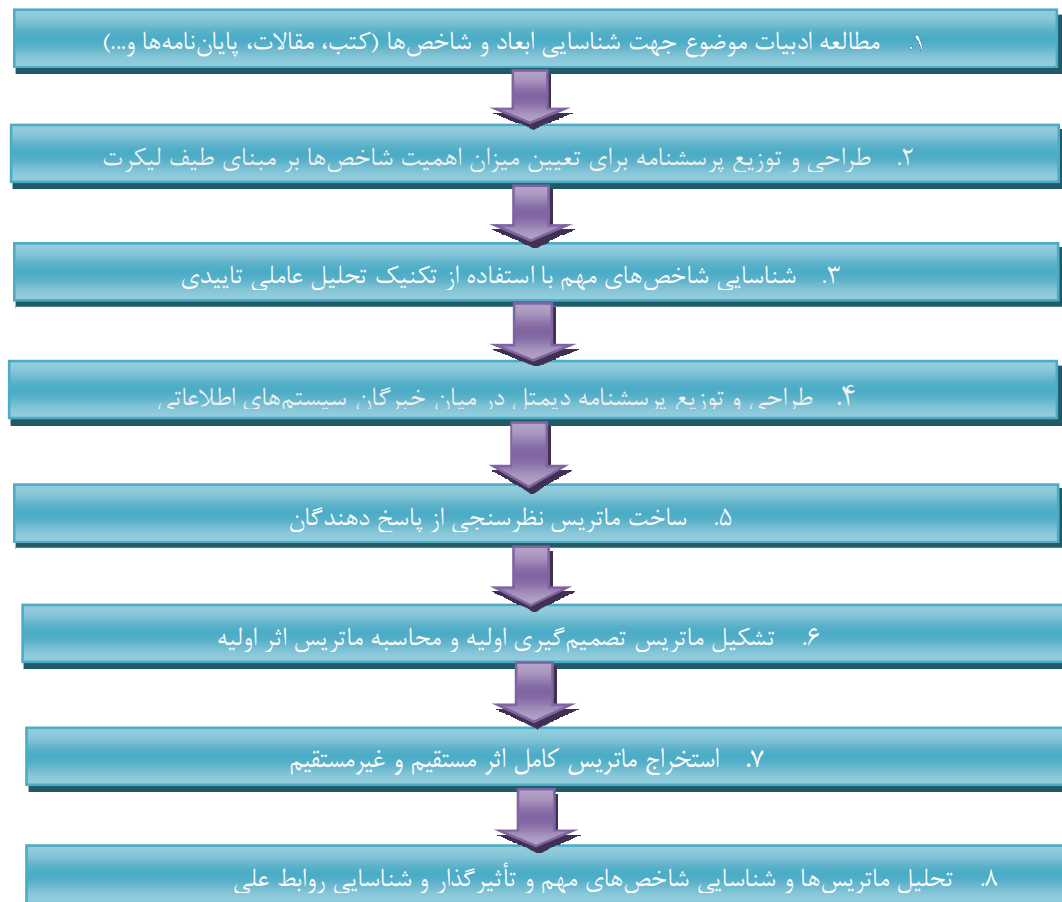 ۱. مطالعه ادبیات موضوع جهت شناسایی ابعاد و شاخص‌ها (کتب، مقالات، پایان‌نامه‌ها و...)
۲. طراحی و توزیع پرسشنامه برای تعیین میزان اهمیت شاخص‌ها بر مبنای طیف لیکرت
۳. شناسایی شاخص‌های مهم با استفاده از تکنیک تحلیل عاملی تاییدی
۴. طراحی و توزیع پرسشنامه دیمتل در میان خبرگان سیستم‌های اطلاعاتی
۵. ساخت ماتریس نظرسنجی از پاسخ دهندگان
۶. تشکیل ماتریس تصمیم‌گیری اولیه و محاسبه ماتریس اثر اولیه
۷. استخراج ماتریس کامل اثر مستقیم و غیرمستقیم
۸. تحلیل ماتریس‌ها و شناسایی شاخص‌های مهم و تأثیرگذار و شناسایی روابط علی